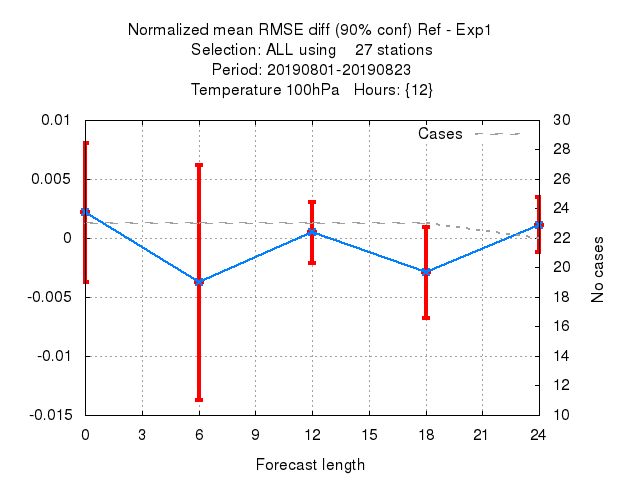 Normalized mean RMSE diff (90% conf) Ref - Exp1
Selection: ALL using    27 stations
Period: 20190801-20190823
Temperature 100hPa   Hours: {12}
Cases
0.01
0.005
0
-0.005
-0.01
-0.015
30
28
26
24
22
20
18
16
14
12
10
No cases
0 3 6 9 12 15 18 21 24
Forecast length